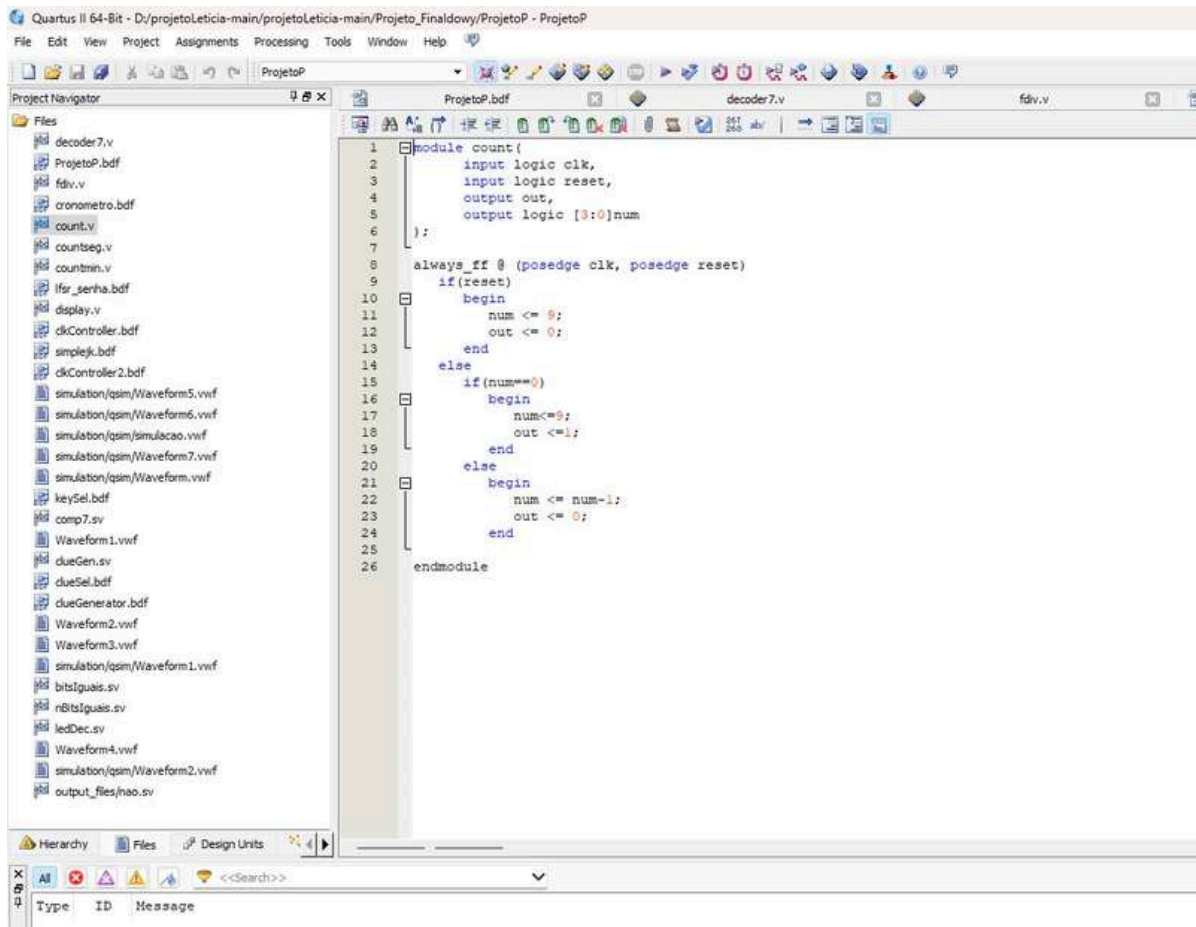 Quartus II 64-Bit - D:/projetoLeticia-main/projetoLeticia-main/Projeto_Finaldowy/ProjetoP - ProjetoP
File Edit View Project Assignments Processing Tools Window Help
ProjetoP
Project Navigator
ProjetoP.bdf decoder7.v fdiv.v
Files
decoder7.v
ProjetoP.bdf
fdiv.v
cronometro.bdf
count.v
countseg.v
countmin.v
lfsr_senha.bdf
display.v
clkController.bdf
simplejk.bdf
clkController2.bdf
simulation/qsim/Waveform5.vwf
simulation/qsim/Waveform6.vwf
simulation/qsim/simulacao.vwf
simulation/qsim/Waveform7.vwf
simulation/qsim/Waveform.vwf
keySel.bdf
comp7.sv
Waveform1.vwf
clueGen.sv
clueSel.bdf
clueGenerator.bdf
Waveform2.vwf
Waveform3.vwf
simulation/qsim/Waveform1.vwf
bitsIguais.sv
nBitsIguais.sv
ledDec.sv
Waveform4.vwf
simulation/qsim/Waveform2.vwf
output_files/nao.sv
Hierarchy Files Design Units
267
268 ab/
1 module count(
2 input logic clk,
3 input logic reset,
4 output out,
5 output logic [3:0]num
6 );
7
8 always_ff @ (posedge clk, posedge reset)
9 if(reset)
10 begin
11 num <= 9;
12 out <= 0;
13 end
14 else
15 if(num==0)
16 begin
17 num<=9;
18 out <=1;
19 end
20 else
21 begin
22 num <= num-1;
23 out <= 0;
24 end
25
26 endmodule
All <<Search>>
Type ID Message